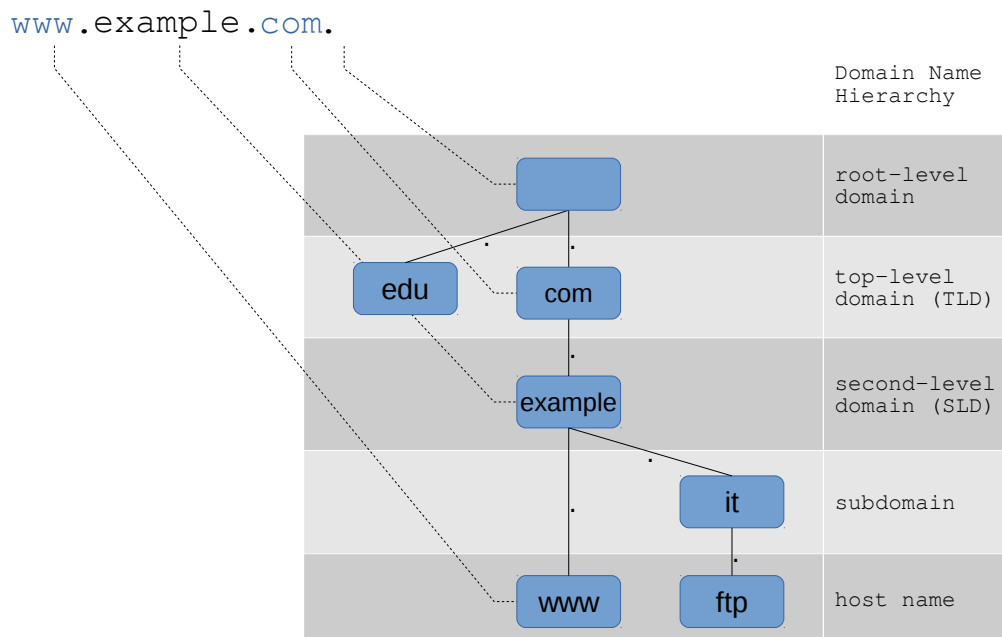 www.example.com.
Domain Name
Hierarchy
root-level
domain
.
.
edu
com
top-level
domain (TLD)
.
example
second-level
domain (SLD)
.
.
it
subdomain
.
www
ftp
host name